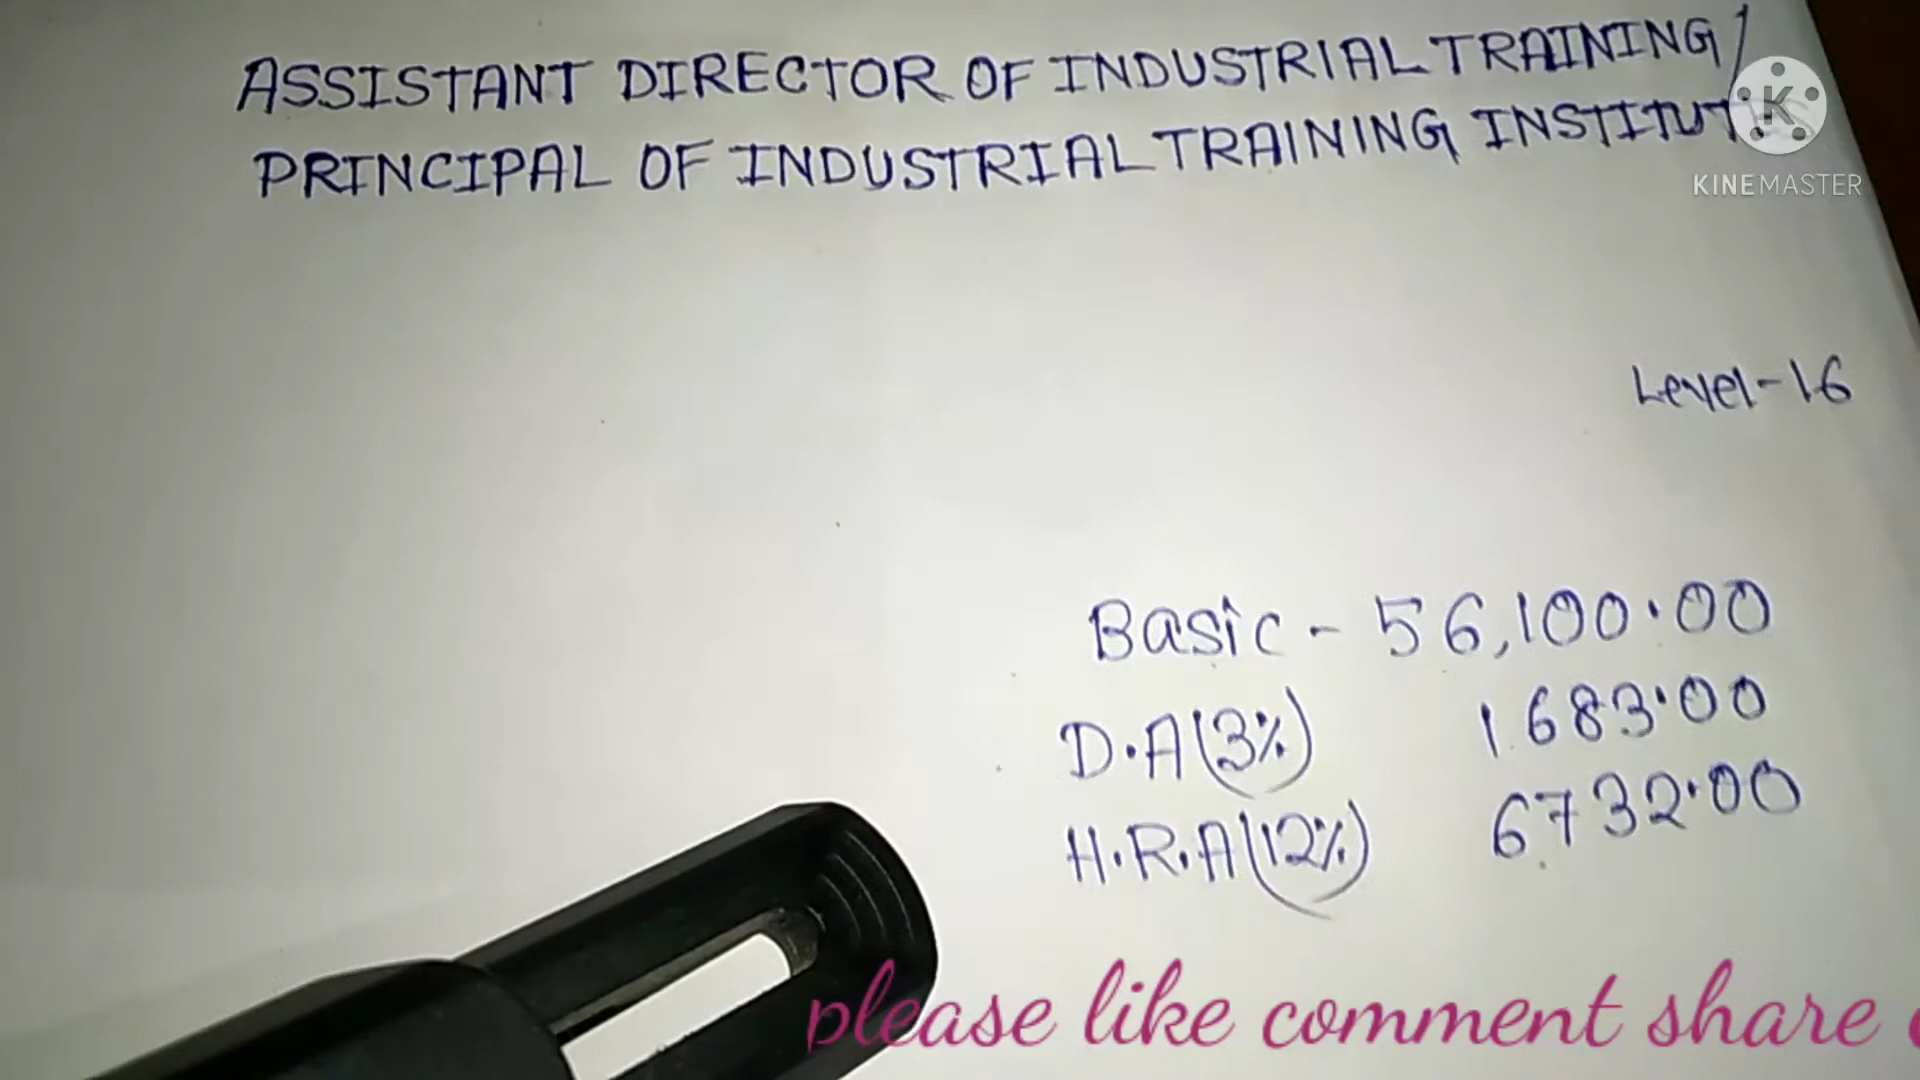 ASSISTANT DIRECTOR OF INDUSTRIAL TRAINING/
PRINCIPAL OF INDUSTRIAL TRAINING INSTITUTES
K
KINEMASTER
Level-16
Basic - 56,100.00
D.A(3%) 1683.00
H.R.A(12%) 6732.00
please like comment share